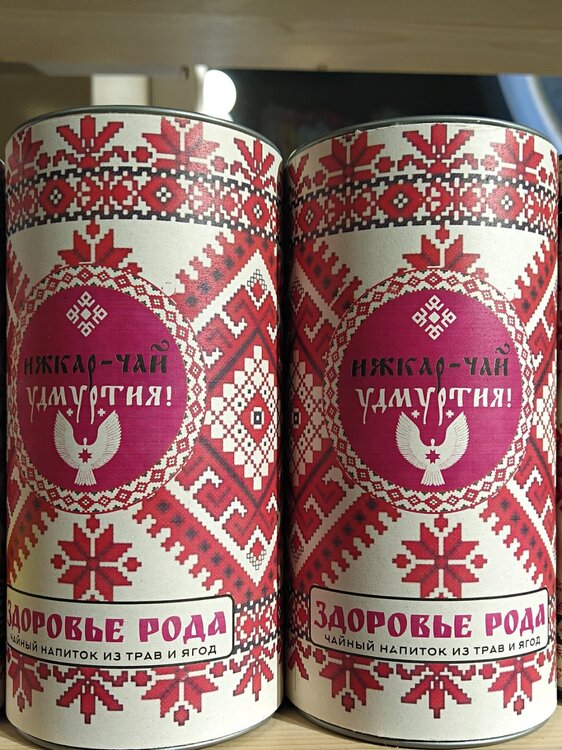 ИЖКАР-ЧАЙ
УДМУРТИЯ!
ЗДОРОВЬЕ РОДА
ЧАЙНЫЙ НАПИТОК ИЗ ТРАВ И ЯГОД
ИЖКАР-ЧАЙ
УДМУРТИЯ!
ЗДОРОВЬЕ РОДА
ЧАЙНЫЙ НАПИТОК ИЗ ТРАВ И ЯГОД